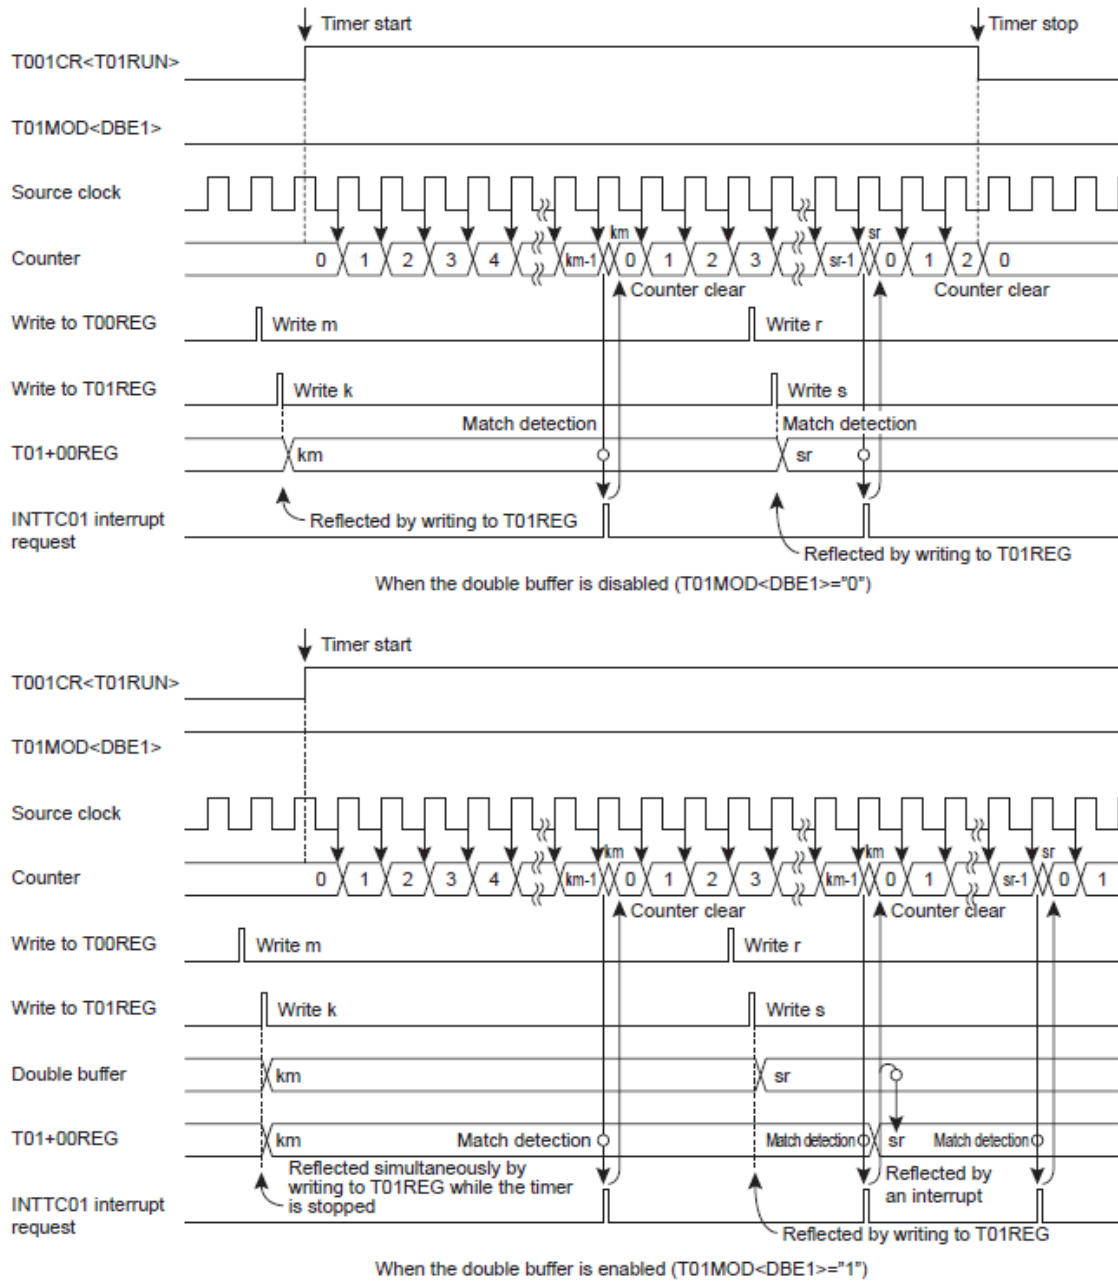 Timer start
Timer stop
T001CR<T01RUN>
T01MOD<DBE1>
Source clock
km
sr
Counter
0 1 2 3 4 km-1 0 1 2 3 sr-1 0 1 2 0
Counter clear
Counter clear
Write to T00REG
Write m
Write r
Write to T01REG
Write k
Write s
Match detection
Match detection
T01+00REG
km
sr
INTTC01 interrupt
request
Reflected by writing to T01REG
Reflected by writing to T01REG
When the double buffer is disabled (T01MOD<DBE1>="0")
Timer start
T001CR<T01RUN>
T01MOD<DBE1>
Source clock
km
km
sr
Counter
0 1 2 3 4 km-1 0 1 2 3 km-1 0 1 sr-1 0 1
Counter clear
Counter clear
Write to T00REG
Write m
Write r
Write to T01REG
Write k
Write s
Double buffer
km
sr
T01+00REG
km
Match detection
Match detection
sr
Match detection
Reflected simultaneously by
writing to T01REG while the timer
is stopped
Reflected by
an interrupt
INTTC01 interrupt
request
Reflected by writing to T01REG
When the double buffer is enabled (T01MOD<DBE1>="1")